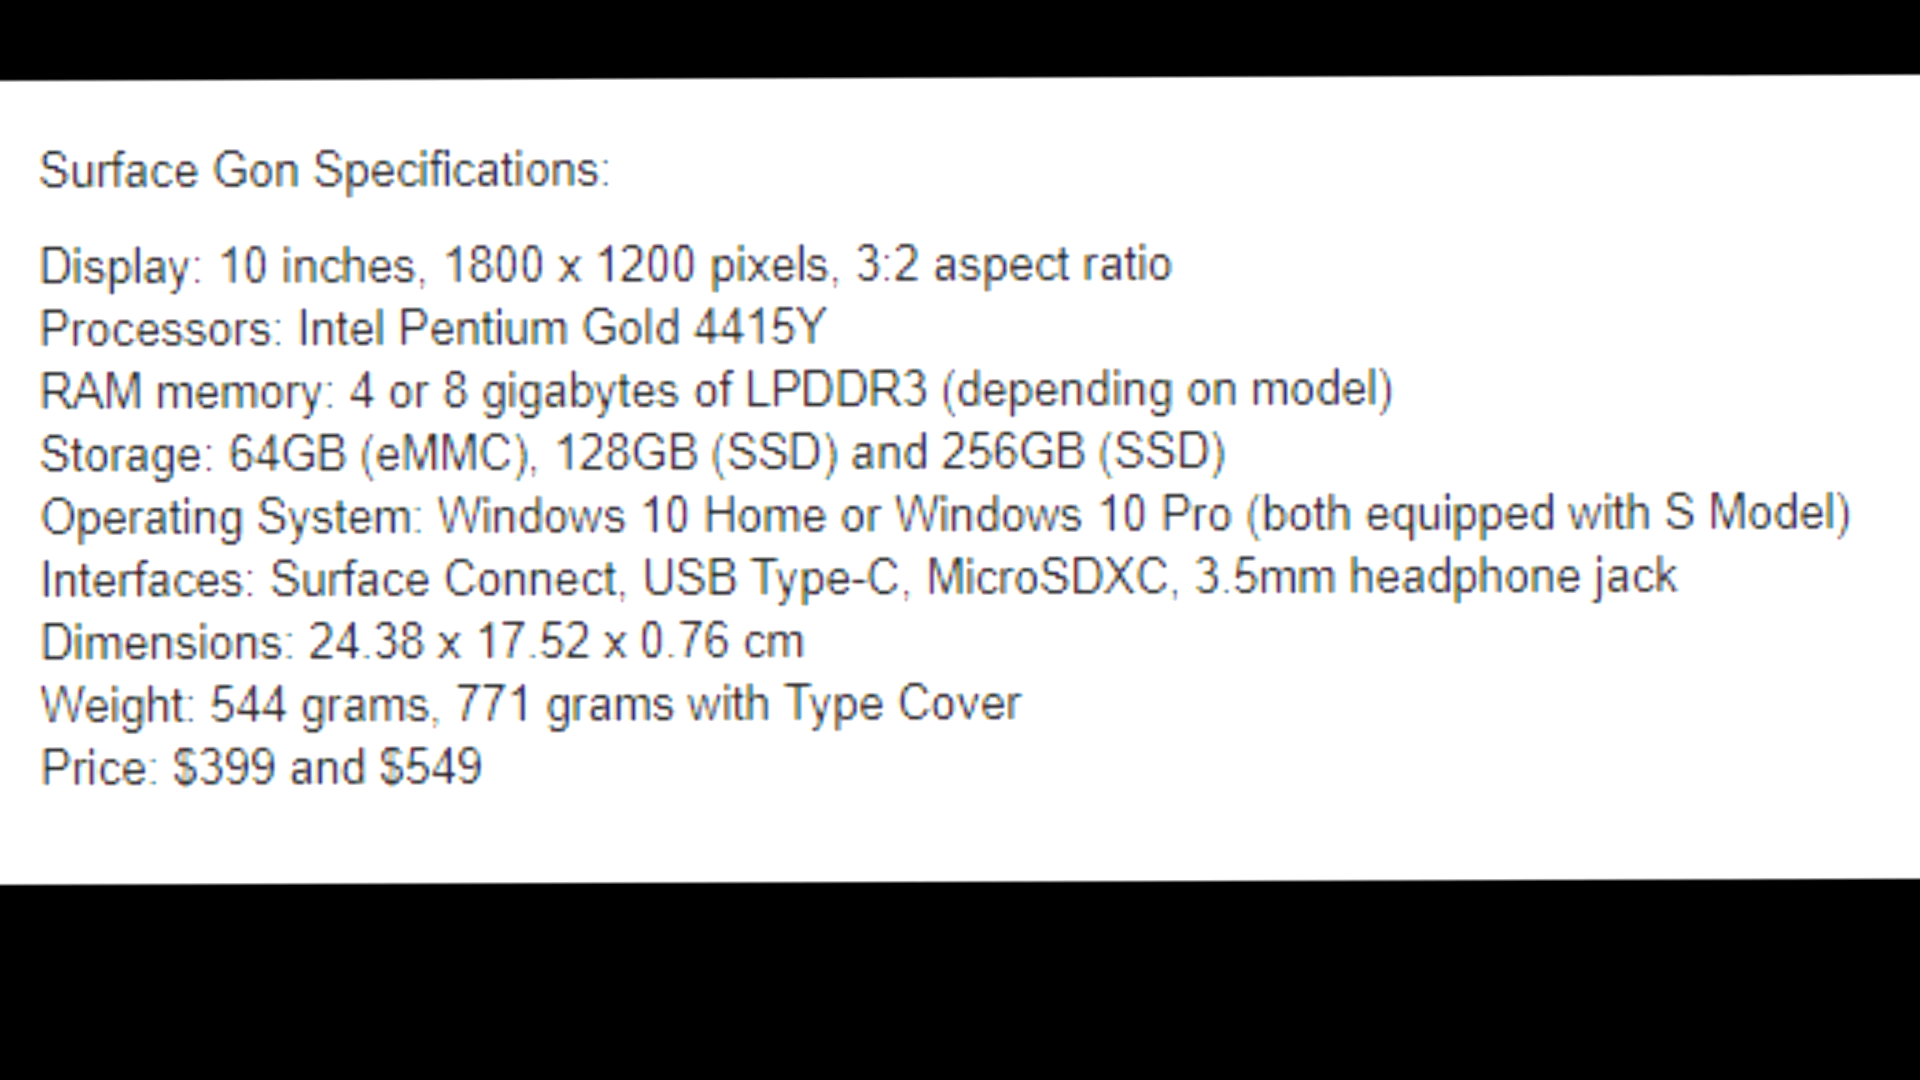 Surface Gon Specifications:
Display: 10 inches, 1800 x 1200 pixels, 3:2 aspect ratio
Processors: Intel Pentium Gold 4415Y
RAM memory: 4 or 8 gigabytes of LPDDR3 (depending on model)
Storage: 64GB (eMMC), 128GB (SSD) and 256GB (SSD)
Operating System: Windows 10 Home or Windows 10 Pro (both equipped with S Model)
Interfaces: Surface Connect, USB Type-C, MicroSDXC, 3.5mm headphone jack
Dimensions: 24.38 x 17.52 x 0.76 cm
Weight: 544 grams, 771 grams with Type Cover
Price: $399 and $549